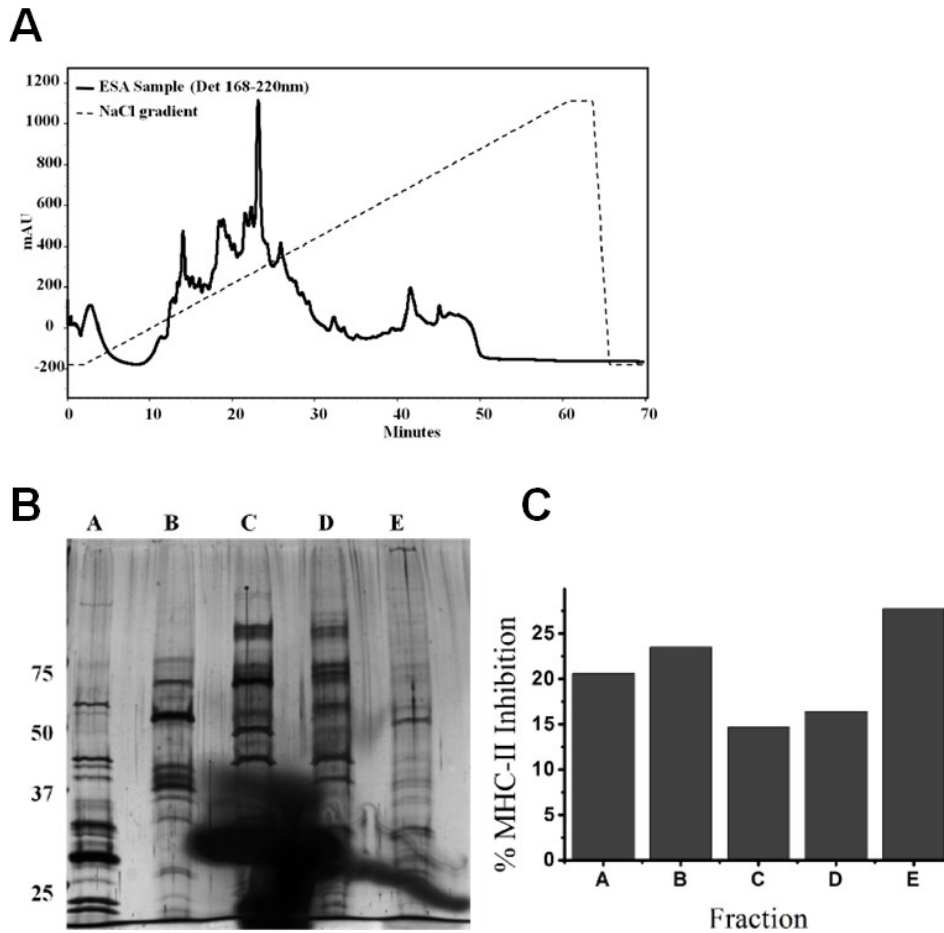 A
ESA Sample (Det 168-220nm)
NaCl gradient
1200
1000
800
600
400
200
0
-200
mAU
0 10 20 30 40 50 60 70
Minutes
B
A B C D E
75
50
37
25
C
% MHC-II Inhibition
25
20
15
10
5
0
A B C D E
Fraction